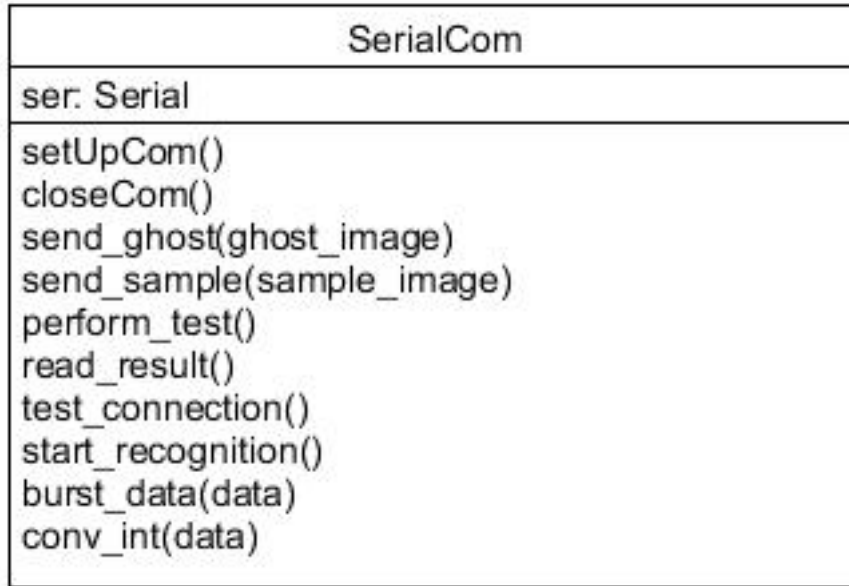 SerialCom
ser: Serial
setUpCom()
closeCom()
send_ghost(ghost_image)
send_sample(sample_image)
perform_test()
read_result()
test_connection()
start_recognition()
burst_data(data)
conv_int(data)